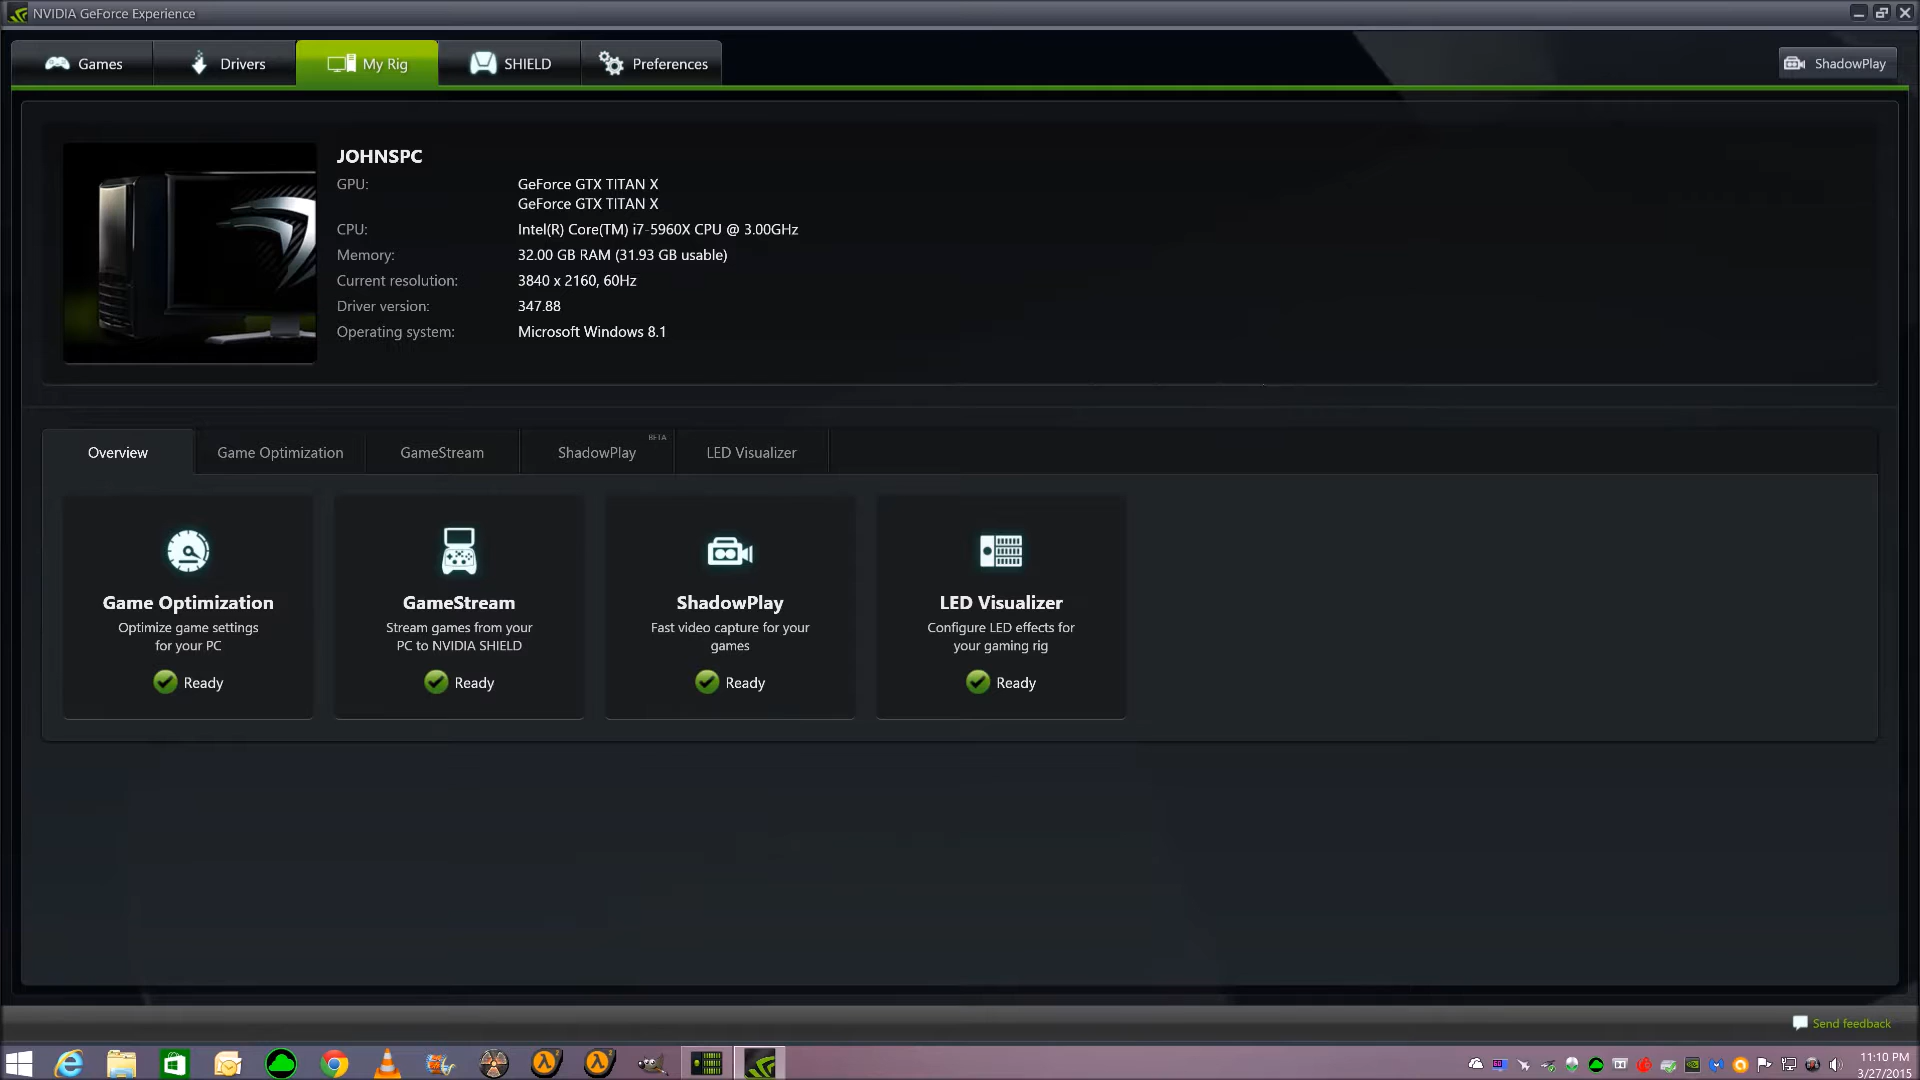 NVIDIA GeForce Experience
Games
Drivers
My Rig
SHIELD
Preferences
ShadowPlay
JOHNSPC
GPU: GeForce GTX TITAN X
GeForce GTX TITAN X
CPU: Intel(R) Core(TM) i7-5960X CPU @ 3.00GHz
Memory: 32.00 GB RAM (31.93 GB usable)
Current resolution: 3840 x 2160, 60Hz
Driver version: 347.88
Operating system: Microsoft Windows 8.1
Overview
Game Optimization
GameStream
ShadowPlay
BETA
LED Visualizer
Game Optimization
Optimize game settings
for your PC
Ready
GameStream
Stream games from your
PC to NVIDIA SHIELD
Ready
ShadowPlay
Fast video capture for your
games
Ready
LED Visualizer
Configure LED effects for
your gaming rig
Ready
Send feedback
11:10 PM
3/27/2015